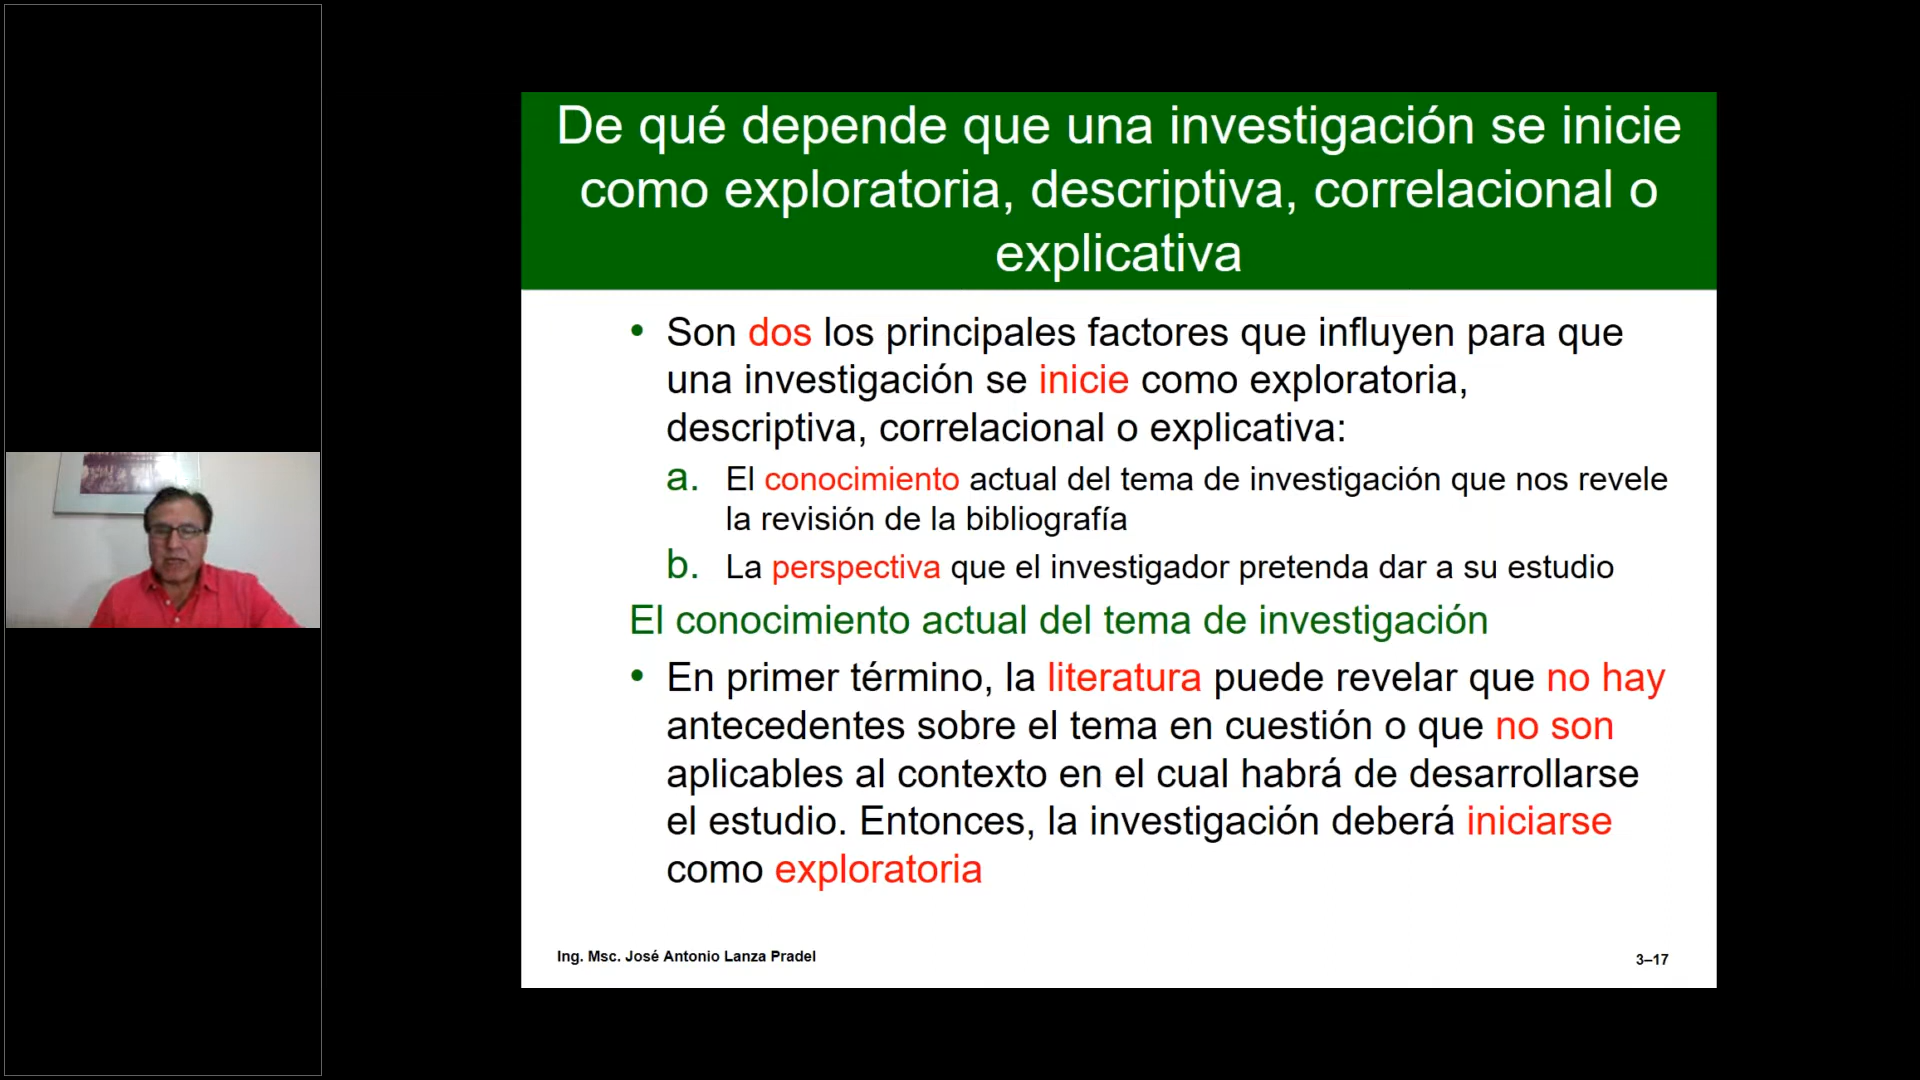 De qué depende que una investigación se inicie
como exploratoria, descriptiva, correlacional o
explicativa
• Son dos los principales factores que influyen para que
una investigación se inicie como exploratoria,
descriptiva, correlacional o explicativa:
a. El conocimiento actual del tema de investigación que nos revele
la revisión de la bibliografía
b. La perspectiva que el investigador pretenda dar a su estudio
El conocimiento actual del tema de investigación
• En primer término, la literatura puede revelar que no hay
antecedentes sobre el tema en cuestión o que no son
aplicables al contexto en el cual habrá de desarrollarse
el estudio. Entonces, la investigación deberá iniciarse
como exploratoria
Ing. Msc. José Antonio Lanza Pradel
3–17